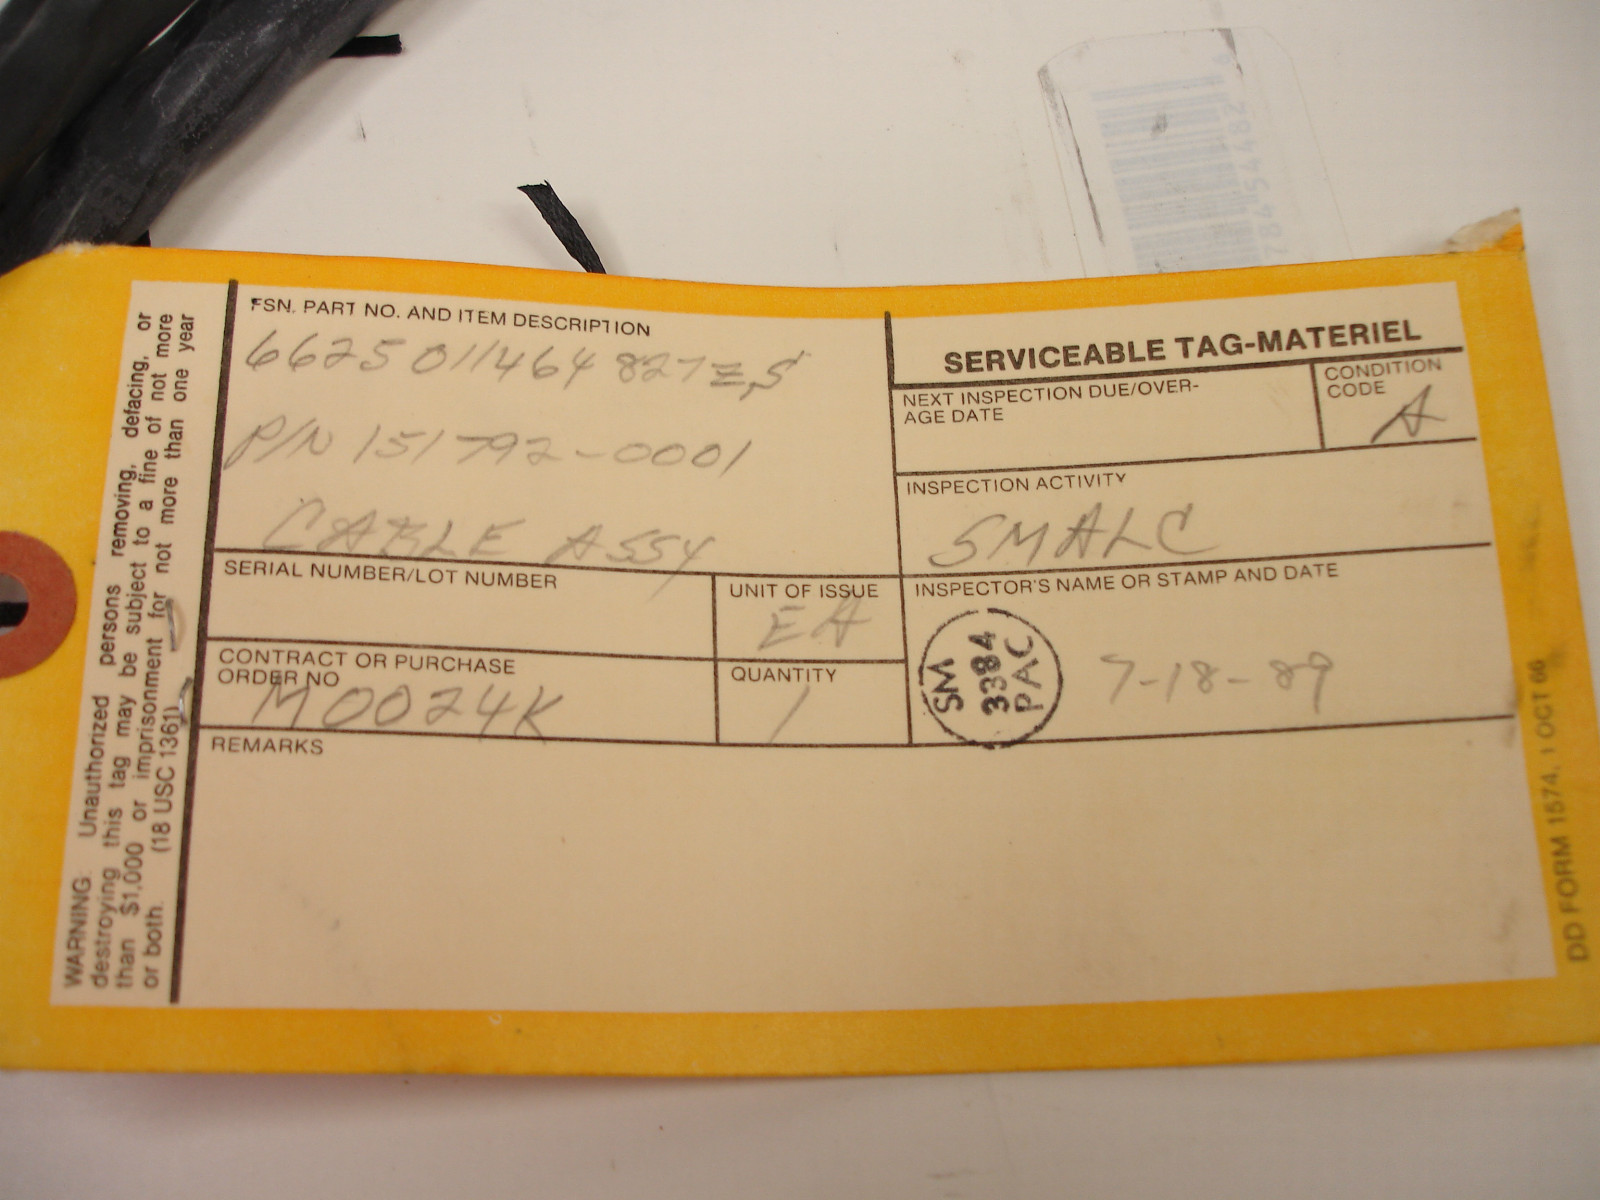 FSN. PART NO. AND ITEM DESCRIPTION
6625011464827ZS
P/N 151792-0001
CABLE ASSY
SERIAL NUMBER/LOT NUMBER
UNIT OF ISSUE
EA
CONTRACT OR PURCHASE
ORDER NO
M0024K
QUANTITY
1
REMARKS
SERVICEABLE TAG-MATERIEL
NEXT INSPECTION DUE/OVER-
AGE DATE
CONDITION
CODE
A
INSPECTION ACTIVITY
SMALC
INSPECTOR'S NAME OR STAMP AND DATE
SM
3384
PAC
7-18-89
WARNING: Unauthorized persons removing, defacing, or
destroying this tag may be subject to a fine of not more
than $1,000 or imprisonment for not more than one year
or both. (18 USC 1361)
DD FORM 1574, 1 OCT 66